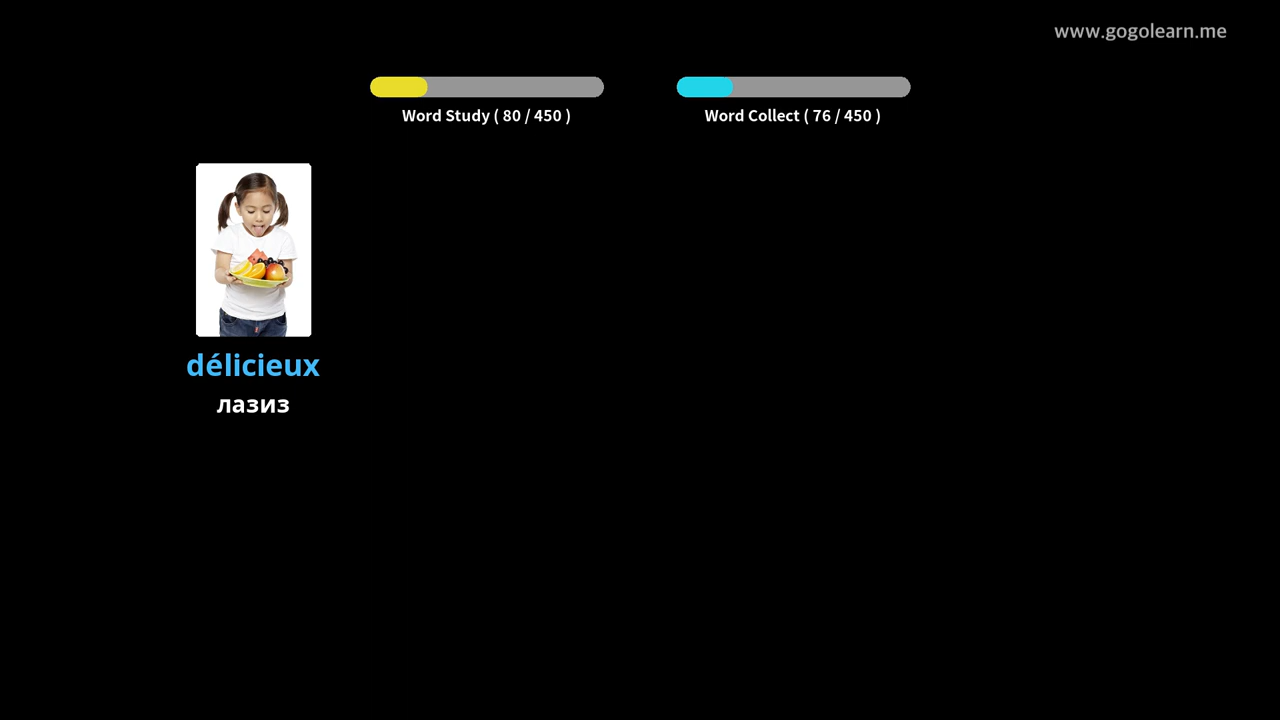 www.gogolearn.me
Word Study ( 80 / 450 )
Word Collect ( 76 / 450 )
délicieux
лазиз